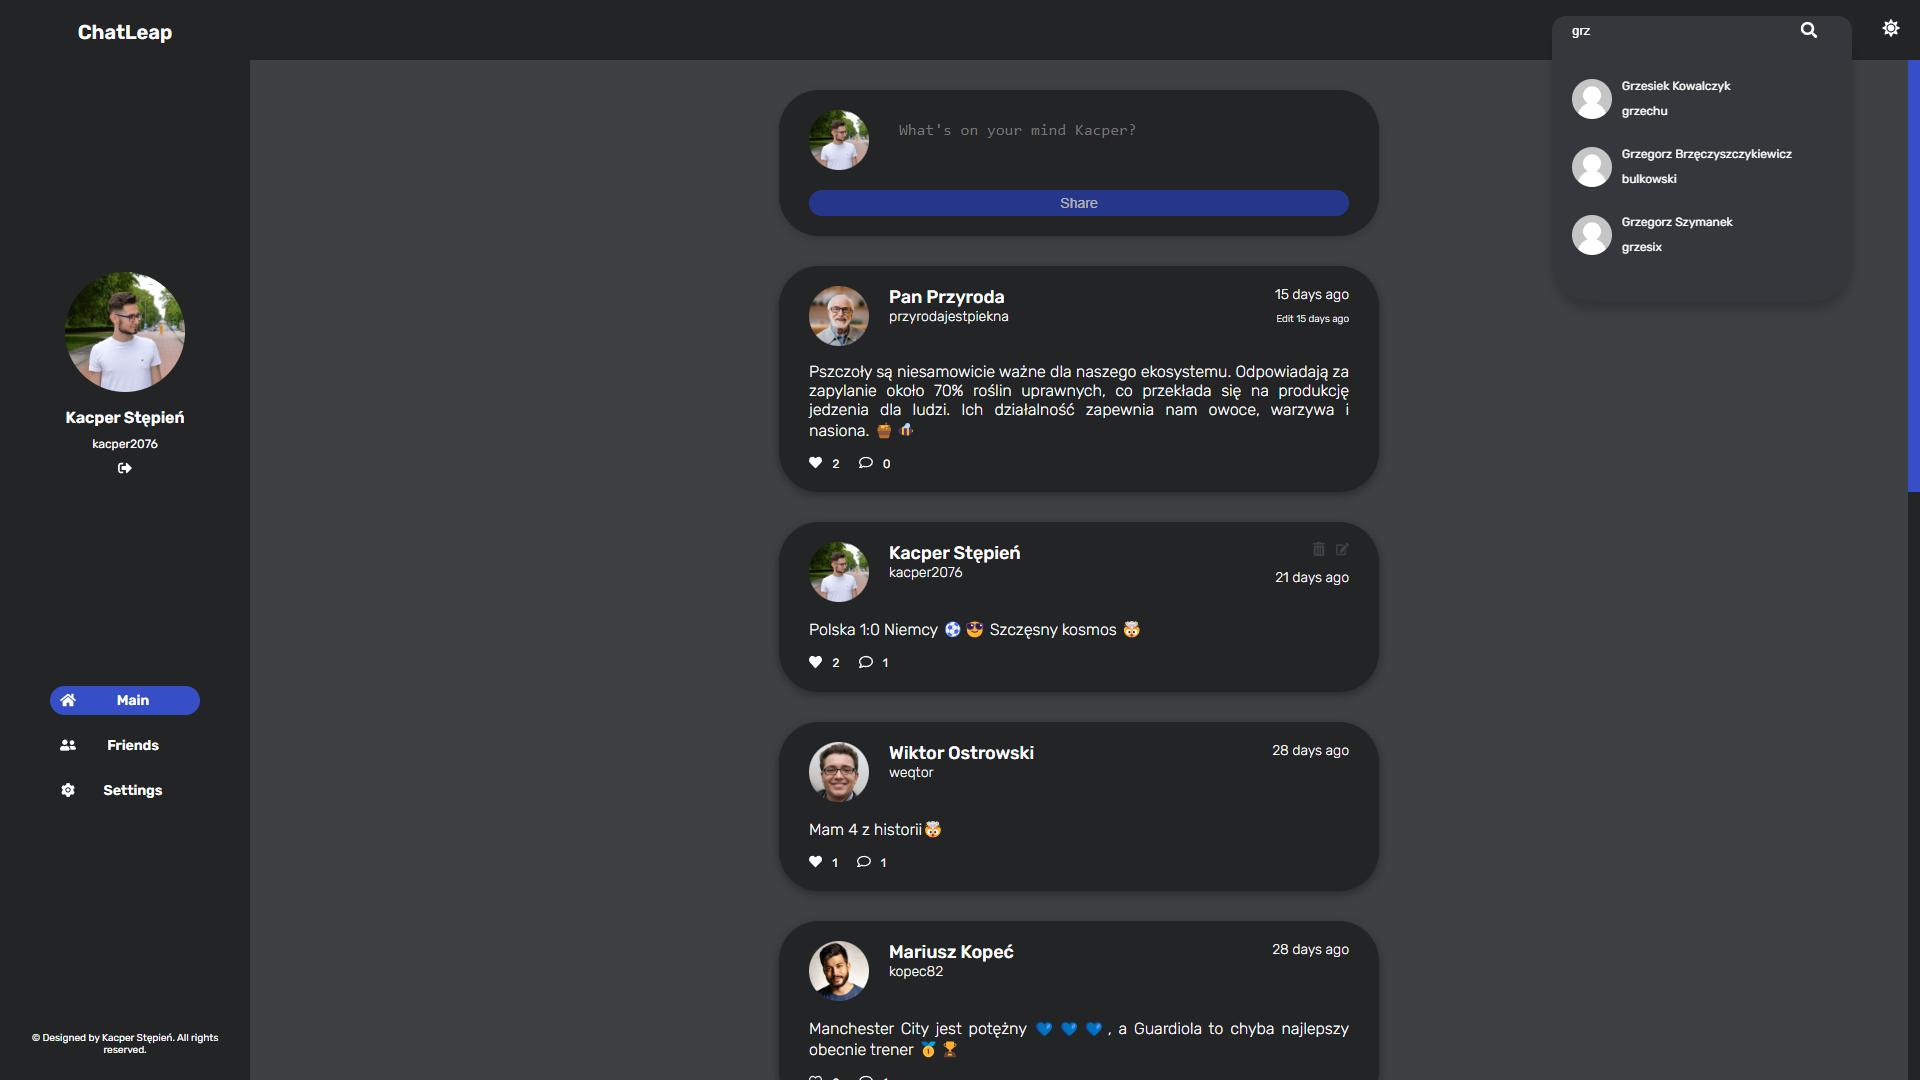 ChatLeap
grz
Grzesiek Kowalczyk
grzechu
Grzegorz Brzęczyszczykiewicz
bulkowski
Grzegorz Szymanek
grzesix
Kacper Stępień
kacper2076
Main
Friends
Settings
© Designed by Kacper Stępień. All rights
reserved.
What's on your mind Kacper?
Share
Pan Przyroda
przyrodajestpiekna
15 days ago
Edit 15 days ago
Pszczoły są niesamowicie ważne dla naszego ekosystemu. Odpowiadają za
zapylanie około 70% roślin uprawnych, co przekłada się na produkcję
jedzenia dla ludzi. Ich działalność zapewnia nam owoce, warzywa i
nasiona. 🍯 🐝
2 0
Kacper Stępień
kacper2076
21 days ago
Polska 1:0 Niemcy ⚽ 😎 Szczęsny kosmos 🤯
2 1
Wiktor Ostrowski
weqtor
28 days ago
Mam 4 z historii🤯
1 1
Mariusz Kopeć
kopec82
28 days ago
Manchester City jest potężny 💙 💙 💙 , a Guardiola to chyba najlepszy
obecnie trener 🥇 🏆